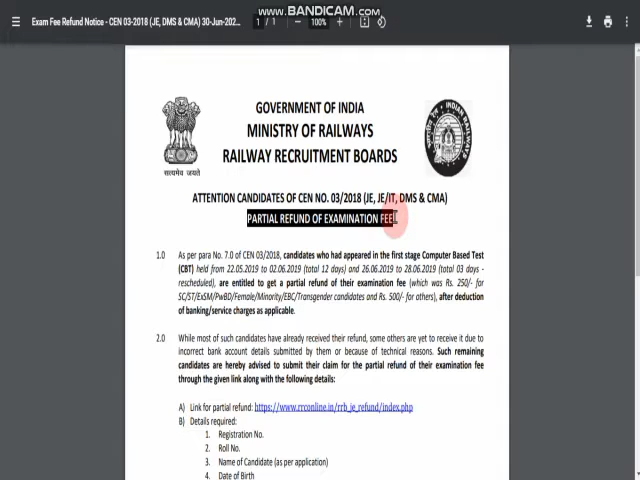 www.BANDICAM.com
Exam Fee Refund Notice - CEN 03-2018 (JE, DMS & CMA) 30-Jun-202...
1 / 1
100%
GOVERNMENT OF INDIA
MINISTRY OF RAILWAYS
RAILWAY RECRUITMENT BOARDS
सत्यमेव जयते
INDIAN RAILWAYS
ATTENTION CANDIDATES OF CEN NO. 03/2018 (JE, JE/IT, DMS & CMA)
PARTIAL REFUND OF EXAMINATION FEE
1.0 As per para No. 7.0 of CEN 03/2018, candidates who had appeared in the first stage Computer Based Test
(CBT) held from 22.05.2019 to 02.06.2019 (total 12 days) and 26.06.2019 to 28.06.2019 (total 03 days -
rescheduled), are entitled to get a partial refund of their examination fee (which was Rs. 250/- for
SC/ST/ExSM/PwBD/Female/Minority/EBC/Transgender candidates and Rs. 500/- for others), after deduction
of banking/service charges as applicable.
2.0 While most of such candidates have already received their refund, some others are yet to receive it due to
incorrect bank account details submitted by them or because of technical reasons. Such remaining
candidates are hereby advised to submit their claim for the partial refund of their examination fee
through the given link along with the following details:
A) Link for partial refund: https://www.rrconline.in/rrb_je_refund/index.php
B) Details required:
1. Registration No.
2. Roll No.
3. Name of Candidate (as per application)
4. Date of Birth